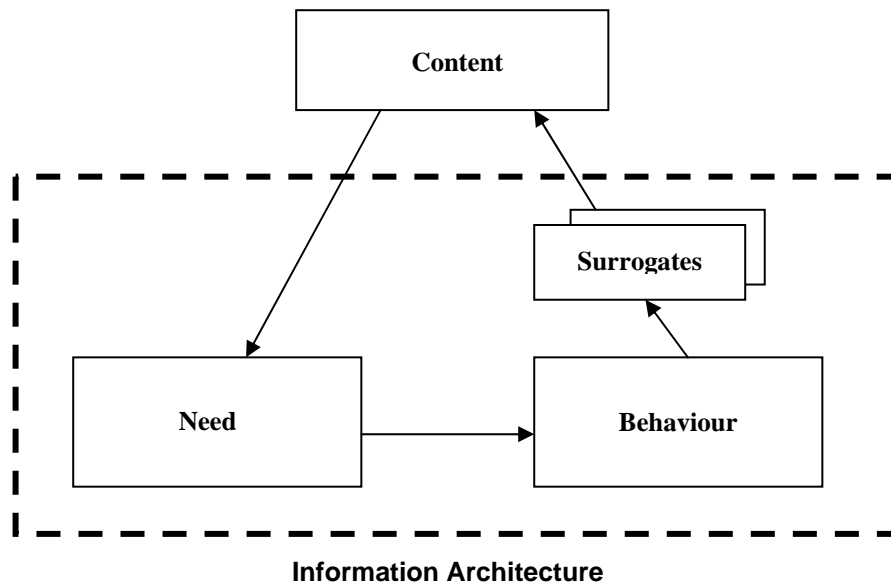 Content
Surrogates
Need
Behaviour
Information Architecture